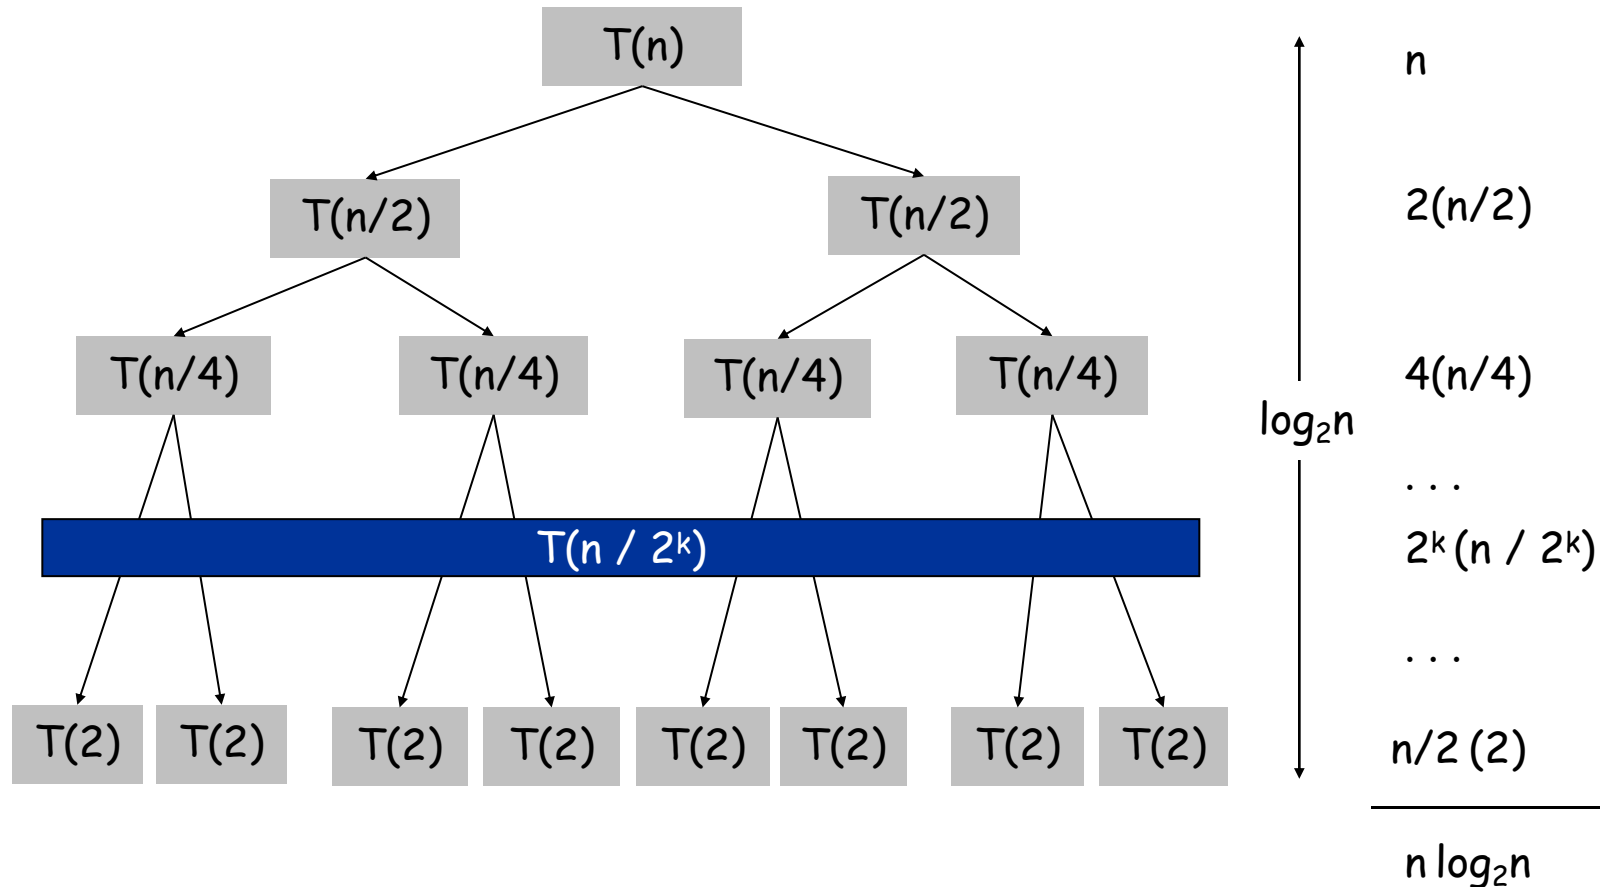 T(n) n
T(n/2) T(n/2) 2(n/2)
T(n/4) T(n/4) T(n/4) T(n/4) 4(n/4)
log₂n
. . .
T(n / 2ᵏ) 2ᵏ (n / 2ᵏ)
. . .
T(2) T(2) T(2) T(2) T(2) T(2) T(2) T(2) n/2 (2)
n log₂n